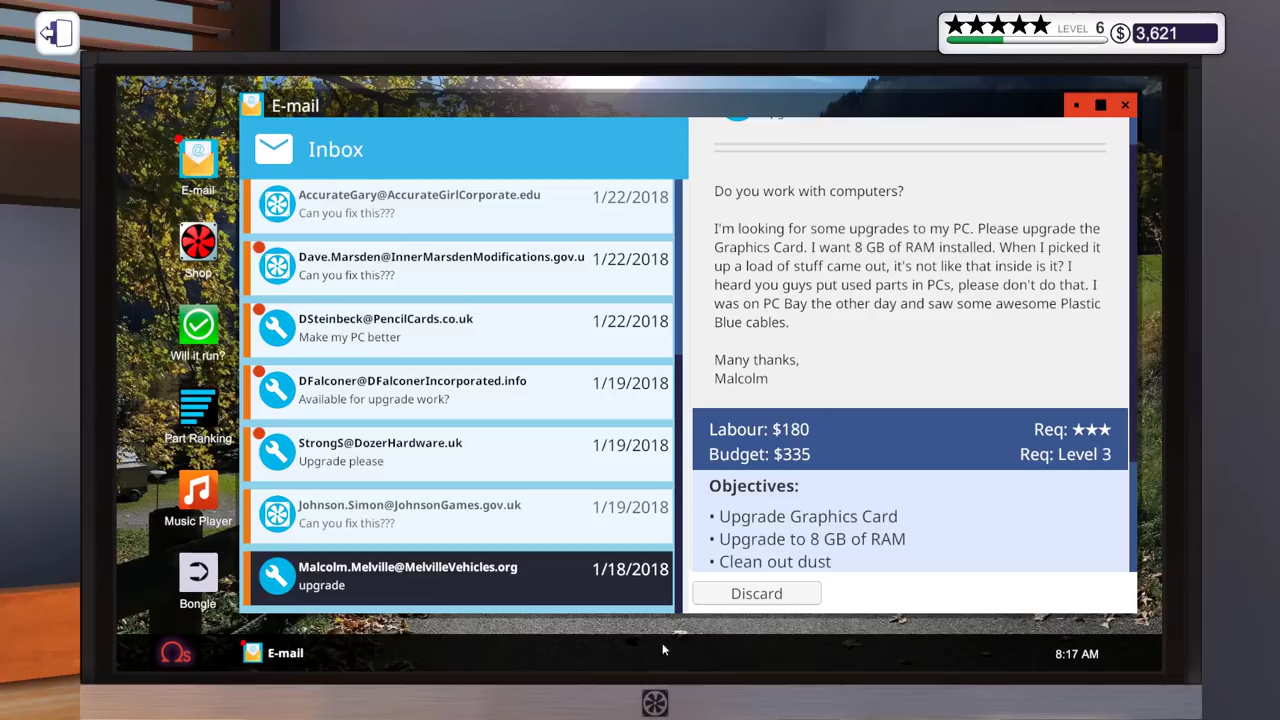 LEVEL 6
$ 3,621
E-mail
Inbox
AccurateGary@AccurateGirlCorporate.edu 1/22/2018
Can you fix this???
Dave.Marsden@InnerMarsdenModifications.gov.u 1/22/2018
Can you fix this???
DSteinbeck@PencilCards.co.uk 1/22/2018
Make my PC better
DFalconer@DFalconerIncorporated.info 1/19/2018
Available for upgrade work?
StrongS@DozerHardware.uk 1/19/2018
Upgrade please
Johnson.Simon@JohnsonGames.gov.uk 1/19/2018
Can you fix this???
Malcolm.Melville@MelvilleVehicles.org 1/18/2018
upgrade
Do you work with computers?
I'm looking for some upgrades to my PC. Please upgrade the
Graphics Card. I want 8 GB of RAM installed. When I picked it
up a load of stuff came out, it's not like that inside is it? I
heard you guys put used parts in PCs, please don't do that. I
was on PC Bay the other day and saw some awesome Plastic
Blue cables.
Many thanks,
Malcolm
Labour: $180 Req: ★★★
Budget: $335 Req: Level 3
Objectives:
• Upgrade Graphics Card
• Upgrade to 8 GB of RAM
• Clean out dust
Discard
E-mail
Shop
Will it run?
Part Ranking
Music Player
Bongle
Ωs
E-mail
8:17 AM